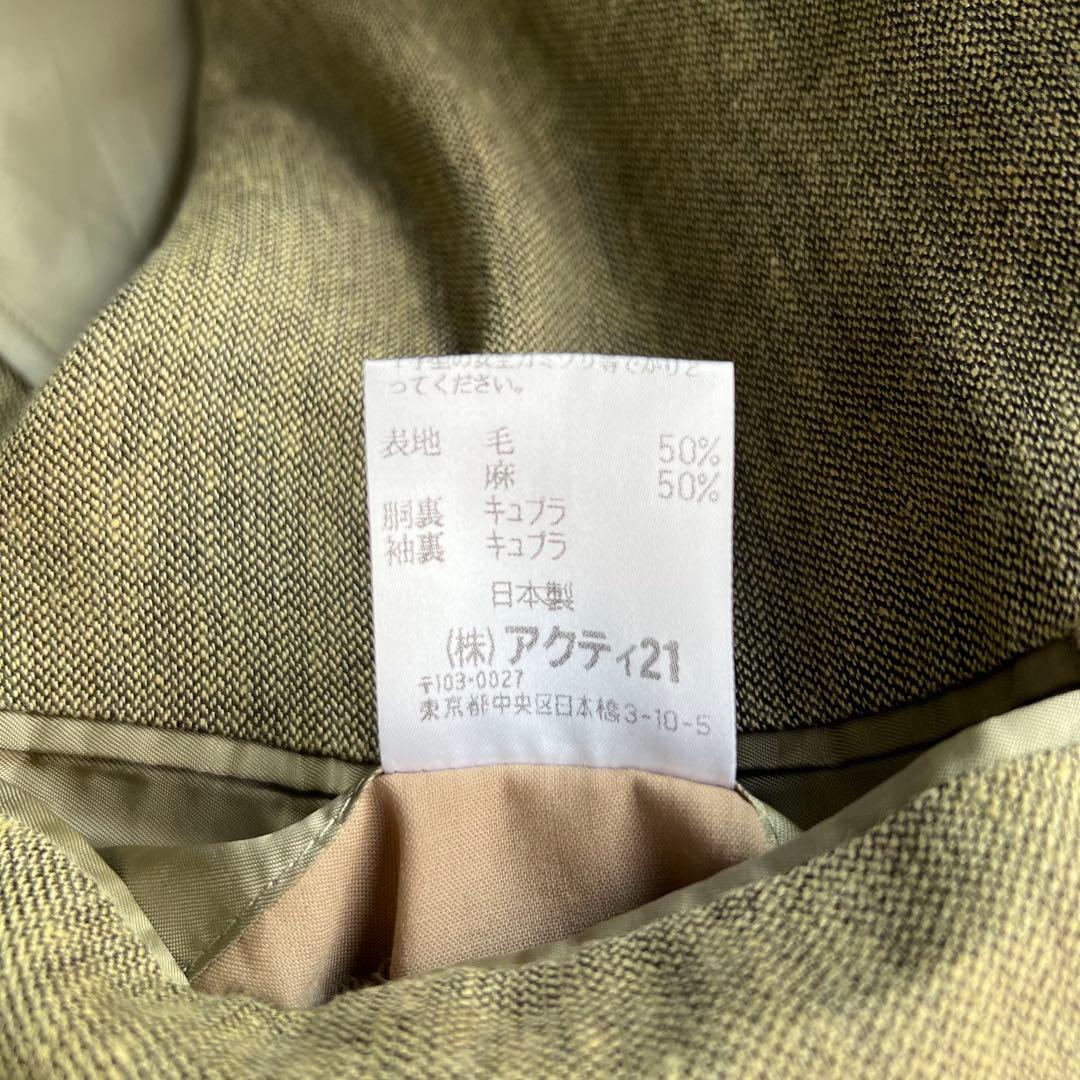 ってください。
表地 毛 50%
麻 50%
胴裏 キュプラ
袖裏 キュプラ
日本製
(株)アクティ21
〒103-0027
東京都中央区日本橋3-10-5